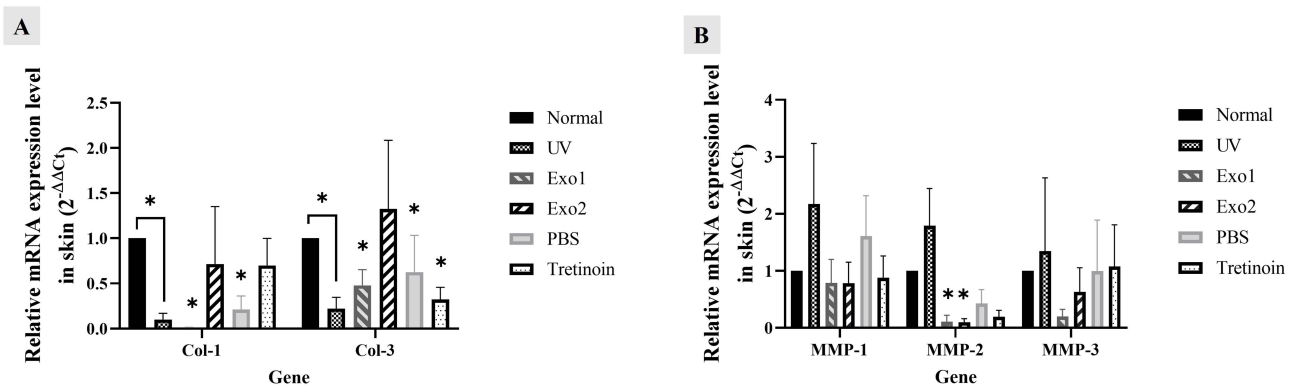 A
Relative mRNA expression level
in skin (2^-ΔΔCt)
2.5
2.0
1.5
1.0
0.5
0.0
*
*
*
*
*
*
*
Col-1
Col-3
Gene
Normal
UV
Exo1
Exo2
PBS
Tretinoin
B
Relative mRNA expression level
in skin (2^-ΔΔCt)
4
3
2
1
0
**
MMP-1
MMP-2
MMP-3
Gene
Normal
UV
Exo1
Exo2
PBS
Tretinoin